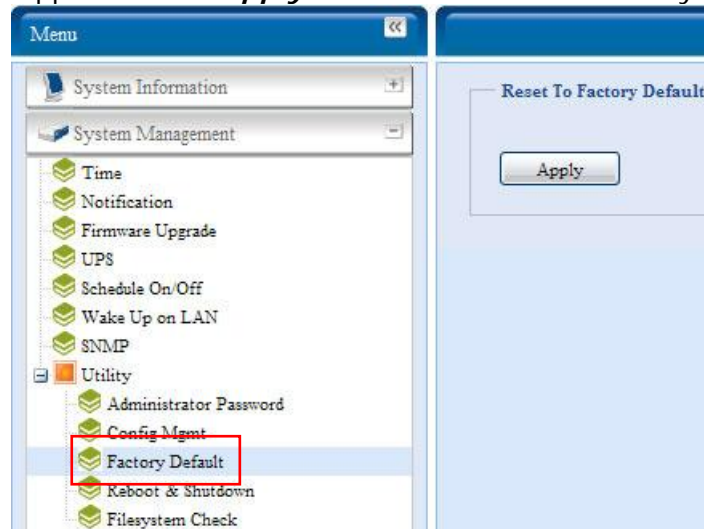 Menu
System Information
System Management
Time
Notification
Firmware Upgrade
UPS
Schedule On/Off
Wake Up on LAN
SNMP
Utility
Administrator Password
Config Mgmt
Factory Default
Reboot & Shutdown
Filesystem Check
Reset To Factory Default
Apply